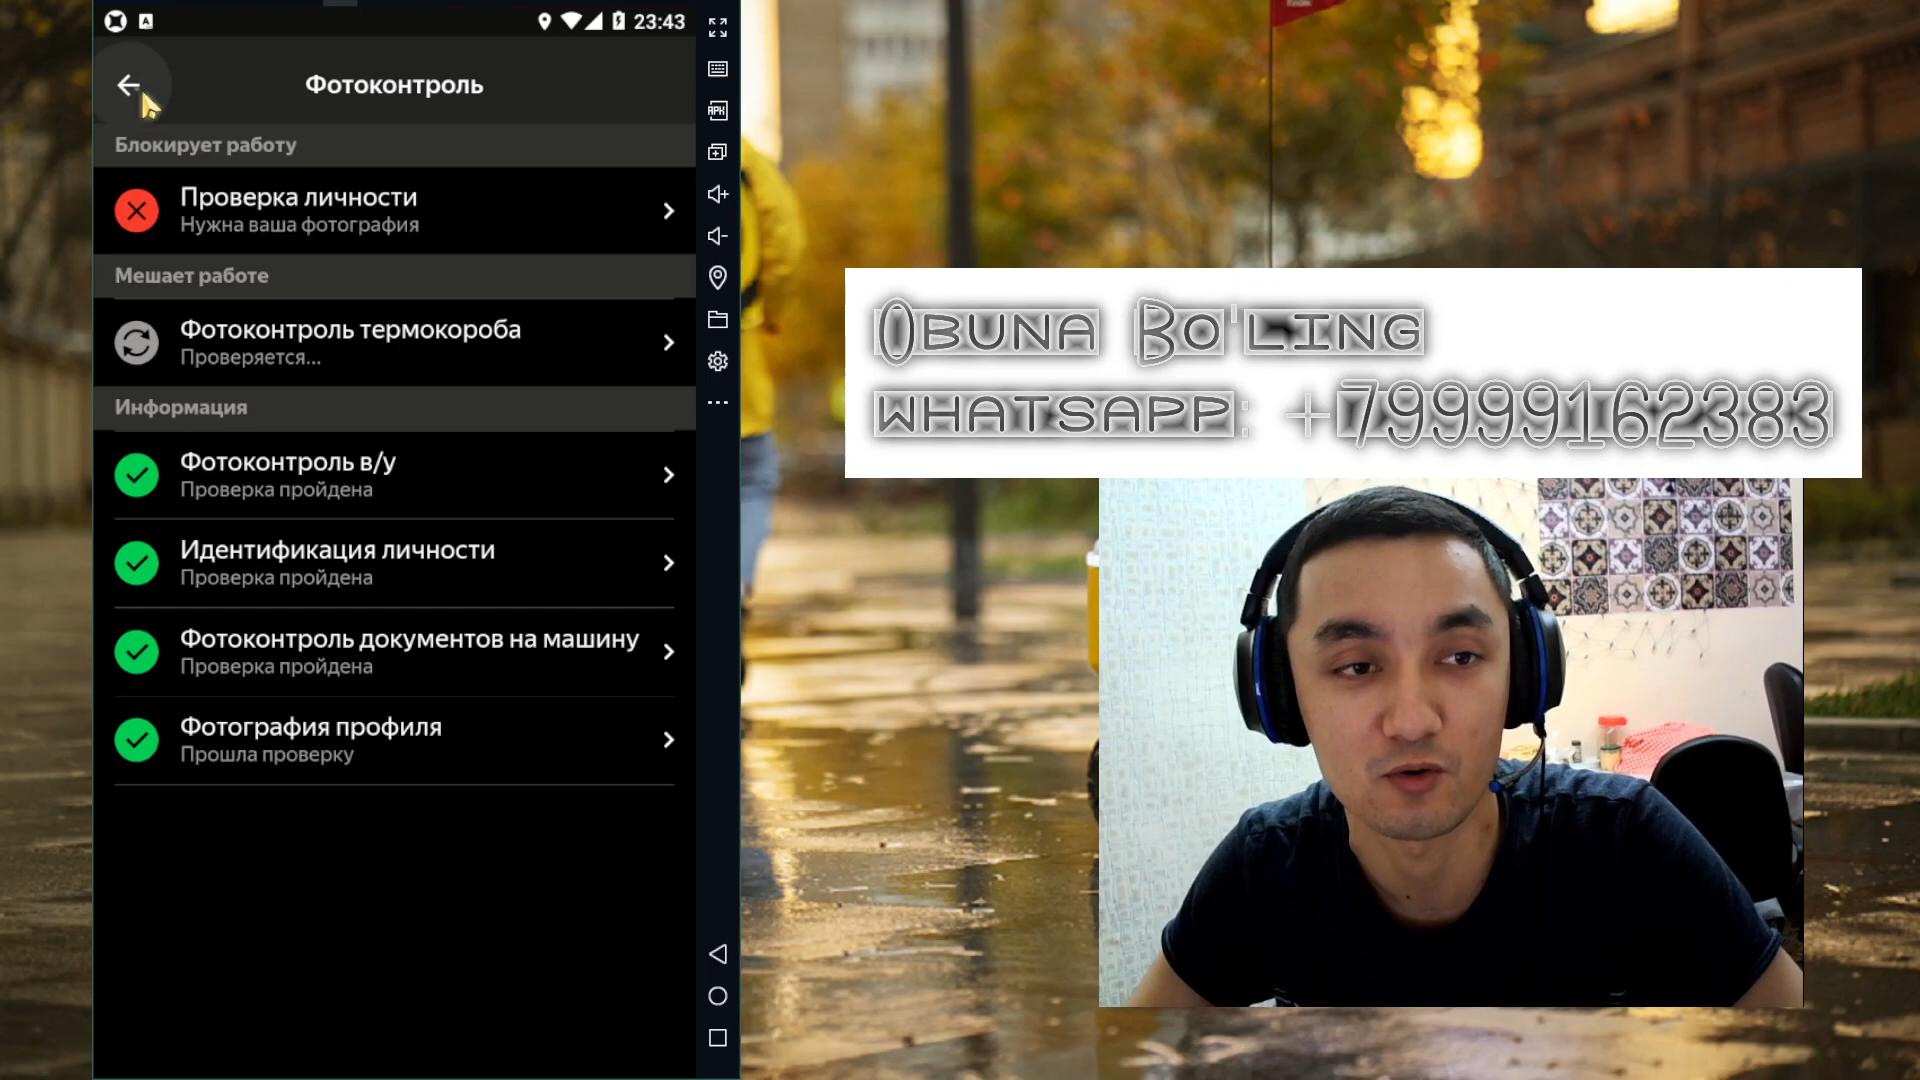 23:43
Фотоконтроль
Блокирует работу
Проверка личности
Нужна ваша фотография
Мешает работе
Фотоконтроль термокороба
Проверяется...
Информация
Фотоконтроль в/у
Проверка пройдена
Идентификация личности
Проверка пройдена
Фотоконтроль документов на машину
Проверка пройдена
Фотография профиля
Прошла проверку
APK
Obuna Bo'ling
whatsapp: +79999162383